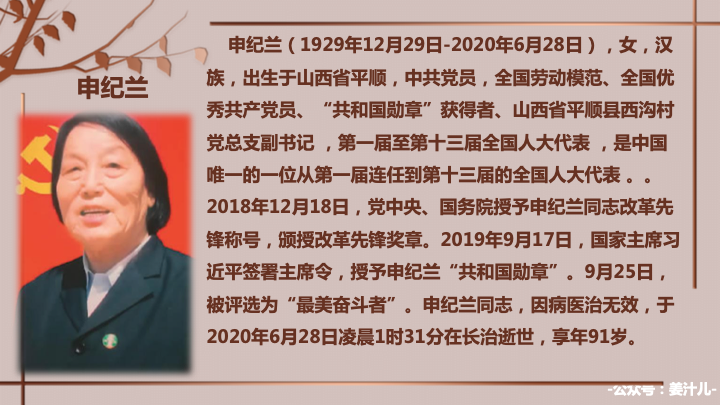 申纪兰
申纪兰（1929年12月29日-2020年6月28日），女，汉
族，出生于山西省平顺，中共党员，全国劳动模范、全国优
秀共产党员、“共和国勋章”获得者、山西省平顺县西沟村
党总支副书记 ，第一届至第十三届全国人大代表 ，是中国
唯一的一位从第一届连任到第十三届的全国人大代表 。。
2018年12月18日，党中央、国务院授予申纪兰同志改革先
锋称号，颁授改革先锋奖章。2019年9月17日，国家主席习
近平签署主席令，授予申纪兰“共和国勋章”。9月25日，
被评选为“最美奋斗者”。申纪兰同志，因病医治无效，于
2020年6月28日凌晨1时31分在长治逝世，享年91岁。
-公众号：姜汁儿-